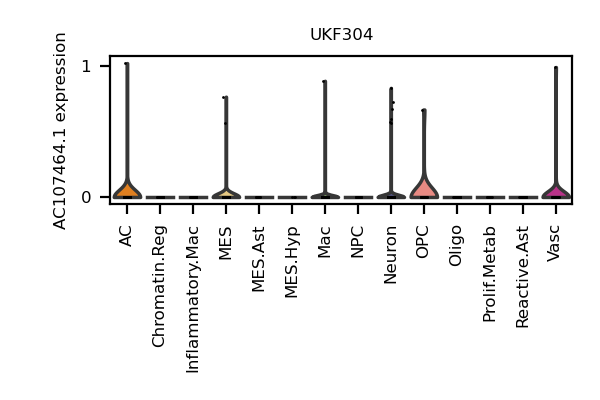 UKF304
AC107464.1 expression
1
0
AC
Chromatin.Reg
Inflammatory.Mac
MES
MES.Ast
MES.Hyp
Mac
NPC
Neuron
OPC
Oligo
Prolif.Metab
Reactive.Ast
Vasc